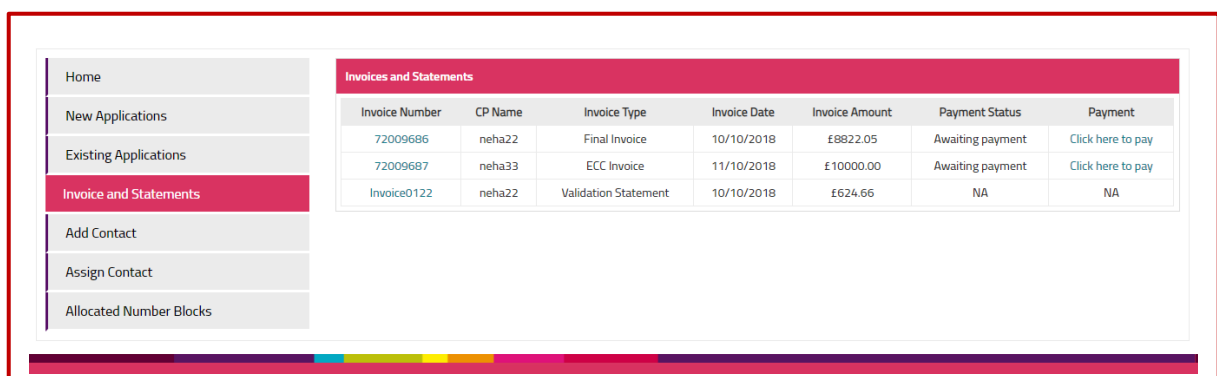 Home
New Applications
Existing Applications
Invoice and Statements
Add Contact
Assign Contact
Allocated Number Blocks
Invoices and Statements
Invoice Number CP Name Invoice Type Invoice Date Invoice Amount Payment Status Payment
72009686 neha22 Final Invoice 10/10/2018 £8822.05 Awaiting payment Click here to pay
72009687 neha33 ECC Invoice 11/10/2018 £10000.00 Awaiting payment Click here to pay
Invoice0122 neha22 Validation Statement 10/10/2018 £624.66 NA NA